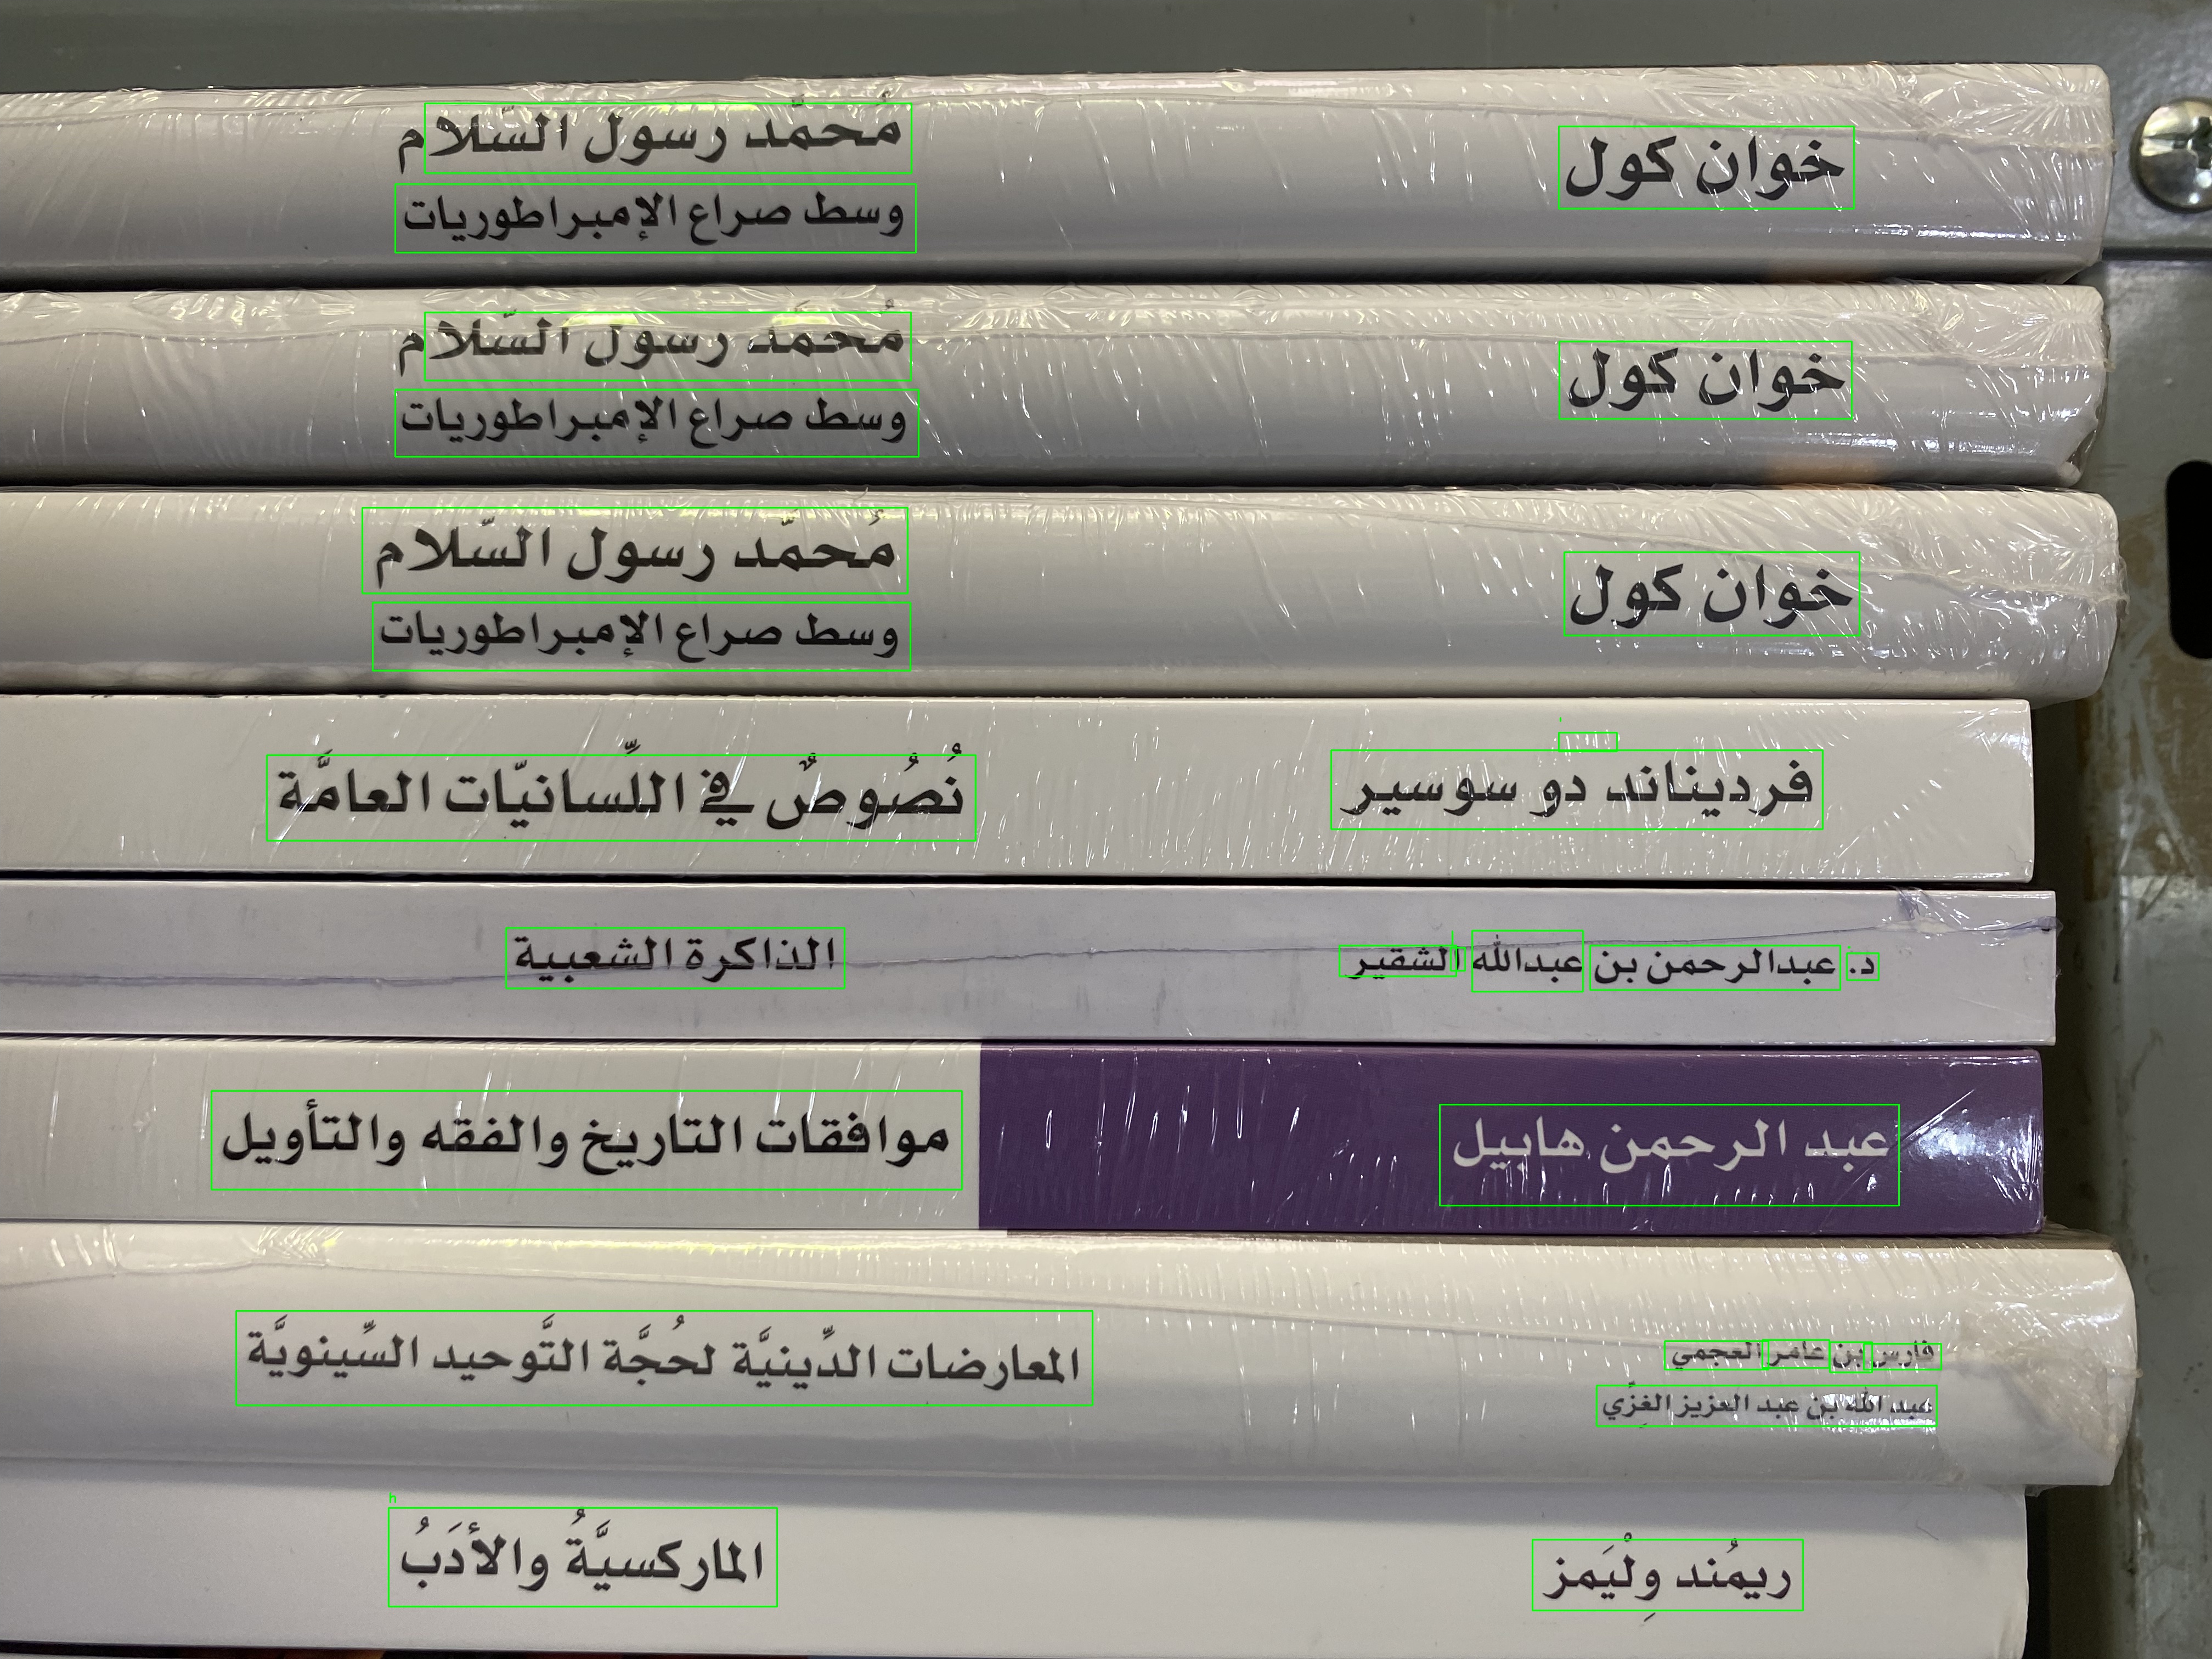 خوان كول
مُحمَّد رسول السّلام
وسط صراع الإمبراطوريات
خوان كول
مُحمَّد رسول السّلام
وسط صراع الإمبراطوريات
خوان كول
مُحمَّد رسول السّلام
وسط صراع الإمبراطوريات
فرديناند دو سوسير
نُصُوصٌ في اللِّسانيّات العامَّة
د. عبدالرحمن بن عبدالله الشقير
الذاكرة الشعبية
عبد الرحمن هابيل
موافقات التاريخ والفقه والتأويل
فارس بن عامر العجمي
عبد الله بن عبد العزيز الغزِّي
المعارضات الدِّينيَّة لحُجَّة التَّوحيد السِّينويَّة
ريمُند وِلْيَمز
الماركسيَّةُ والأدَبُ